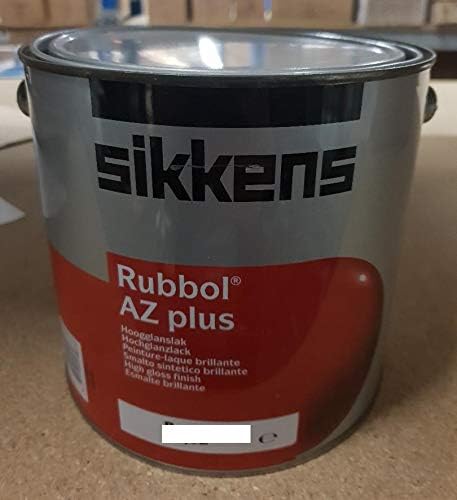 sikkens
Rubbol®
AZ plus
Hoogglanslak
Hochglanzlack
Peinture-laque brillante
Smalto sintetico brillante
High gloss finish
Esmalte brillante